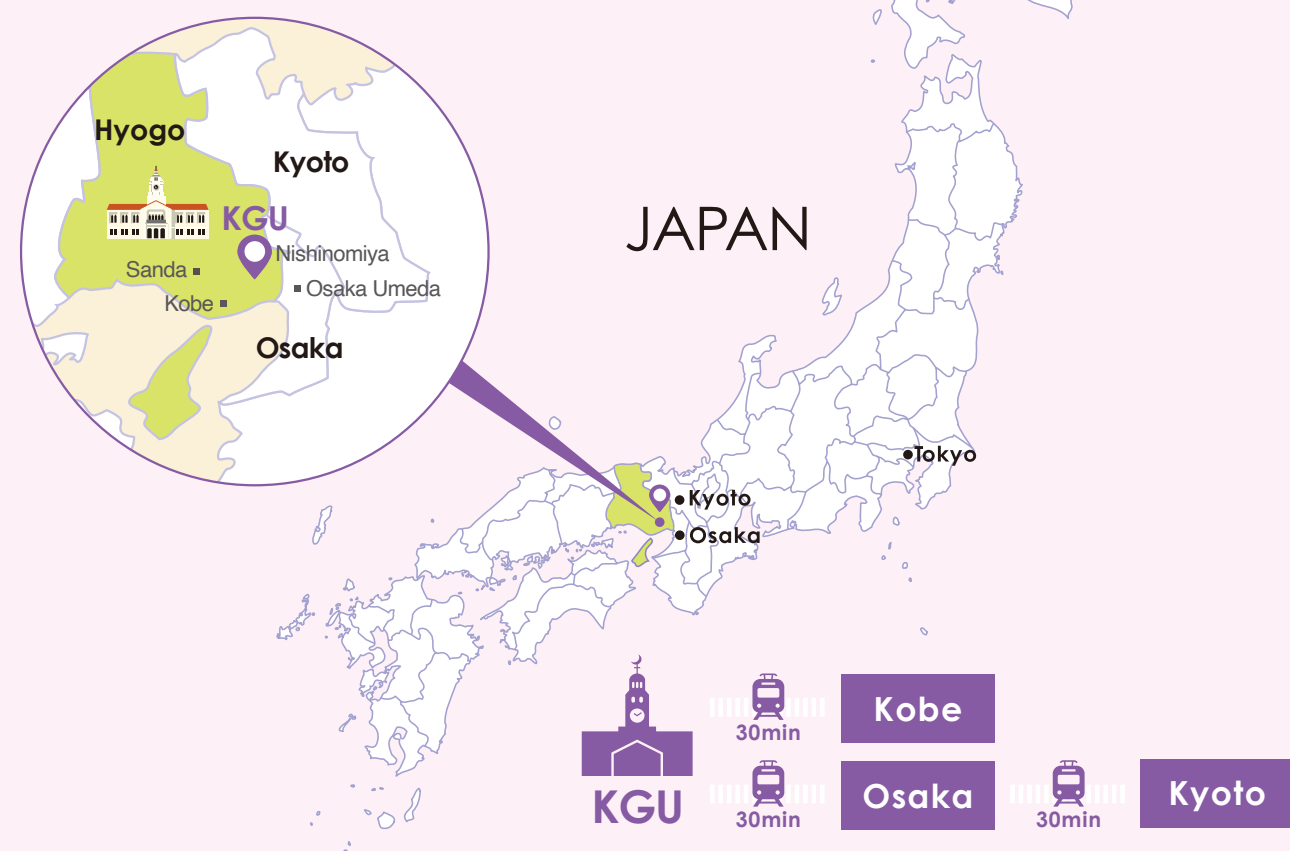 Hyogo
Kyoto
KGU
Nishinomiya
Sanda
Osaka Umeda
Kobe
Osaka
JAPAN
Tokyo
Kyoto
Osaka
KGU
30min
Kobe
30min
Osaka
30min
Kyoto